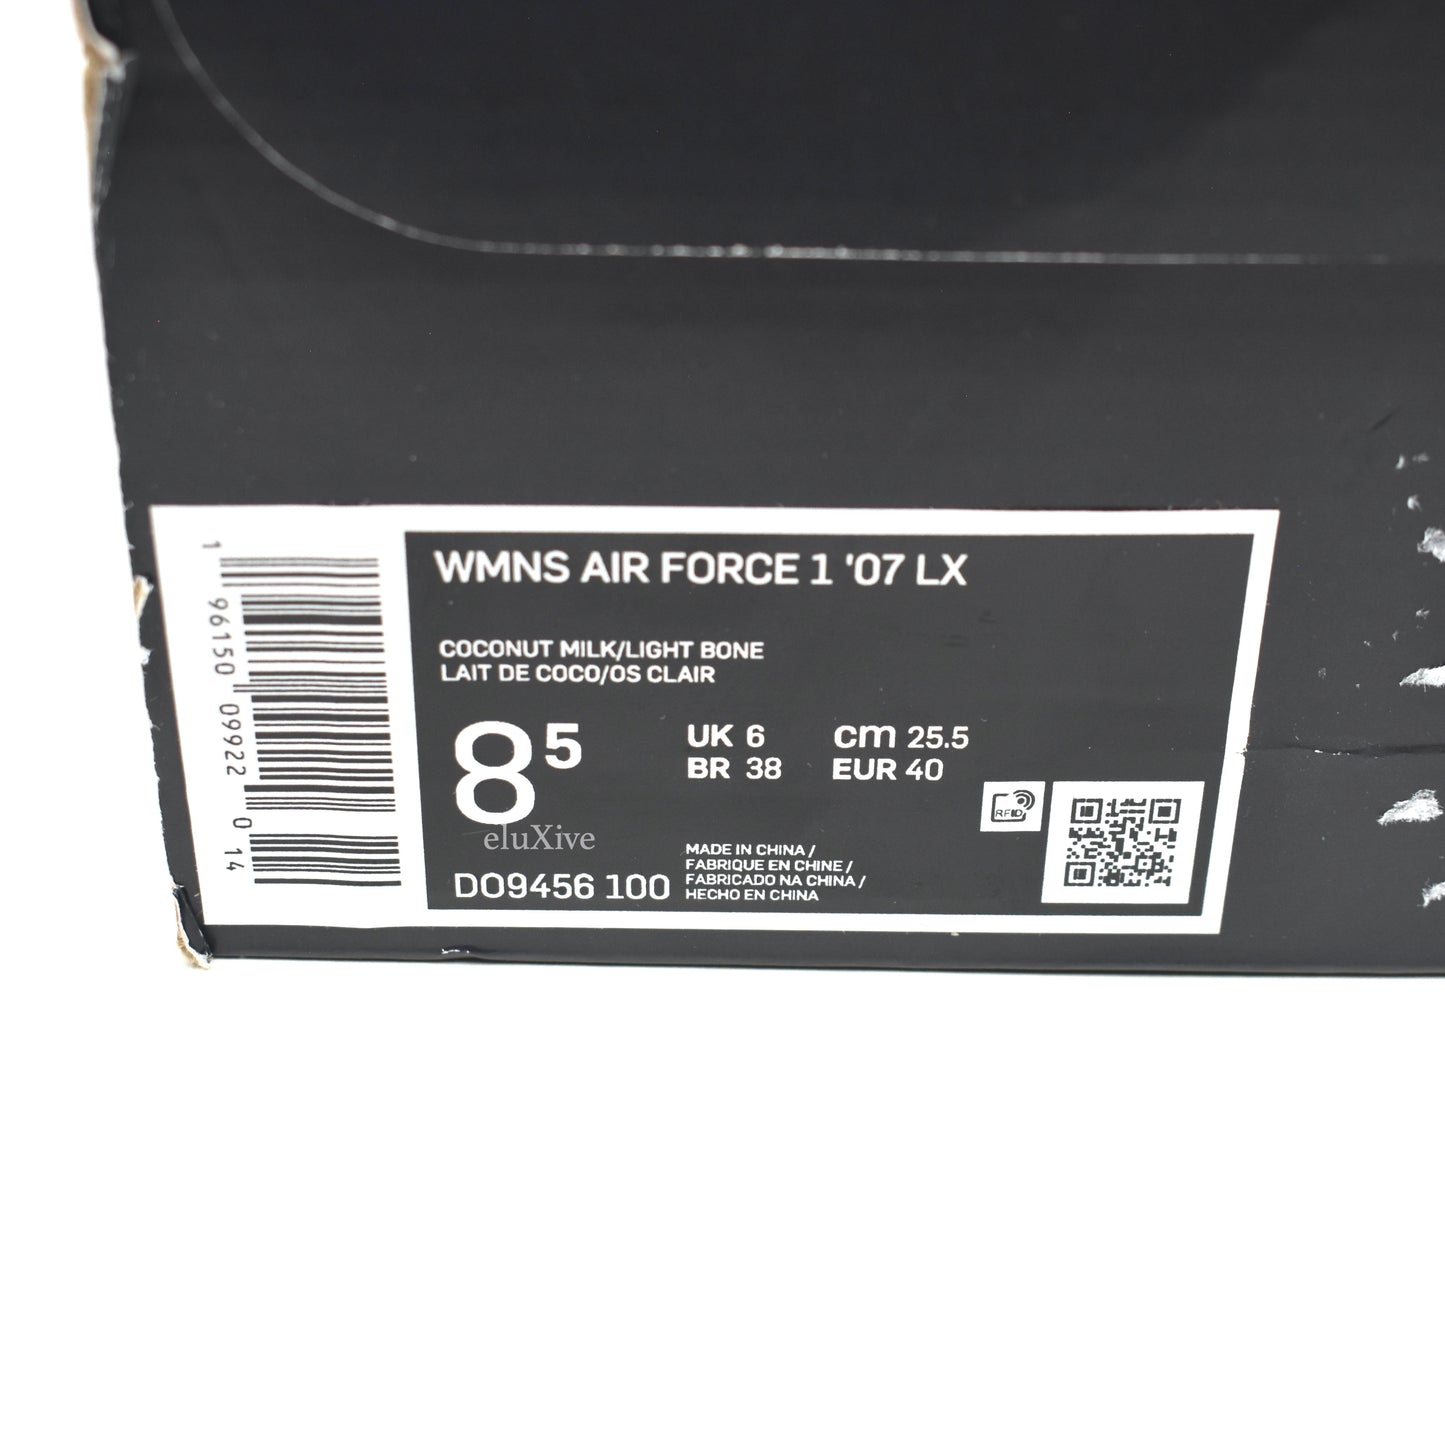 WMNS AIR FORCE 1 '07 LX
COCONUT MILK/LIGHT BONE
LAIT DE COCO/OS CLAIR
8 5
UK 6
BR 38
cm 25.5
EUR 40
RFID
eluXive
DO9456 100
MADE IN CHINA /
FABRIQUE EN CHINE /
FABRICADO NA CHINA /
HECHO EN CHINA
1 96150 09922 0 14